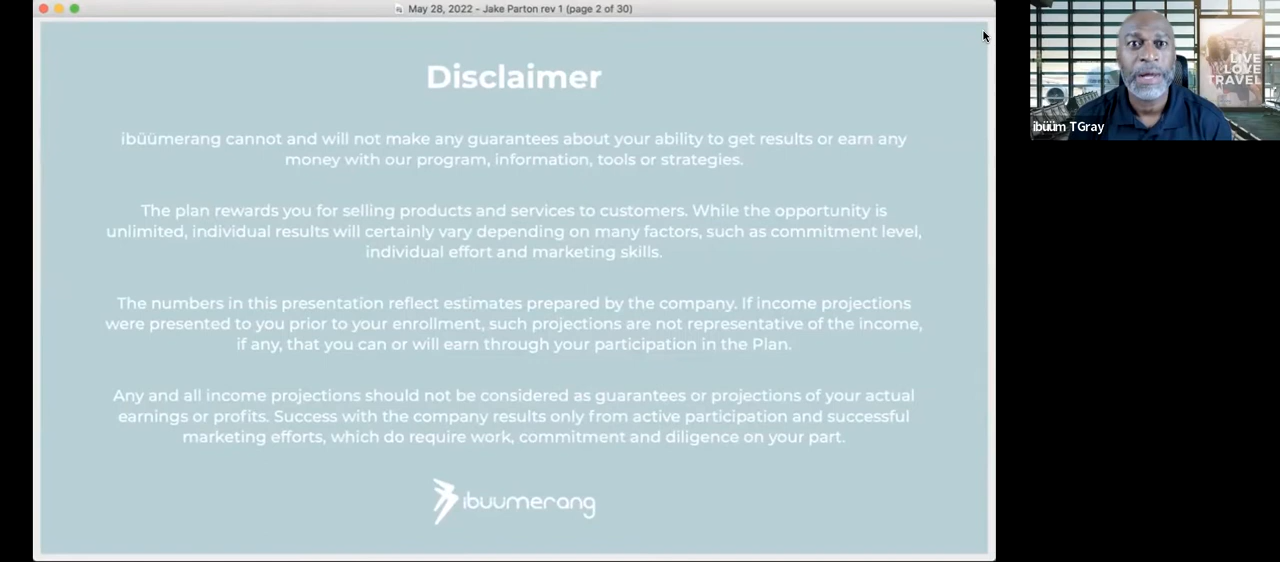 May 28, 2022 - Jake Parton rev 1 (page 2 of 30)
Disclaimer
ibüümerang cannot and will not make any guarantees about your ability to get results or earn any
money with our program, information, tools or strategies.
The plan rewards you for selling products and services to customers. While the opportunity is
unlimited, individual results will certainly vary depending on many factors, such as commitment level,
individual effort and marketing skills.
The numbers in this presentation reflect estimates prepared by the company. If income projections
were presented to you prior to your enrollment, such projections are not representative of the income,
if any, that you can or will earn through your participation in the Plan.
Any and all income projections should not be considered as guarantees or projections of your actual
earnings or profits. Success with the company results only from active participation and successful
marketing efforts, which do require work, commitment and diligence on your part.
ibuumerang
LIVE
LOVE
TRAVEL
ibüüm TGray